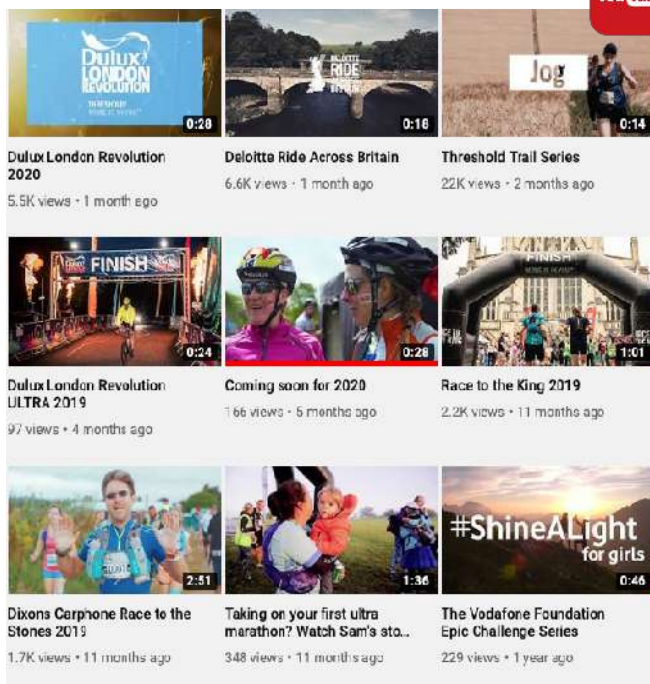 Dulux
LONDON
REVOLUTION
0:28
RIDE
0:18
Jog
0:14
Dulux London Revolution
2020
5.5K views • 1 month ago
Deloitte Ride Across Britain
6.6K views • 1 month ago
Threshold Trail Series
22K views • 2 months ago
FINISH
0:24
0:28
FINISH
1:01
Dulux London Revolution
ULTRA 2019
97 views • 4 months ago
Coming soon for 2020
166 views • 5 months ago
Race to the King 2019
2.2K views • 11 months ago
2:51
1:36
#ShineALight
for girls
0:46
Dixons Carphone Race to the
Stones 2019
1.7K views • 11 months ago
Taking on your first ultra
marathon? Watch Sam's sto...
348 views • 11 months ago
The Vodafone Foundation
Epic Challenge Series
229 views • 1 year ago